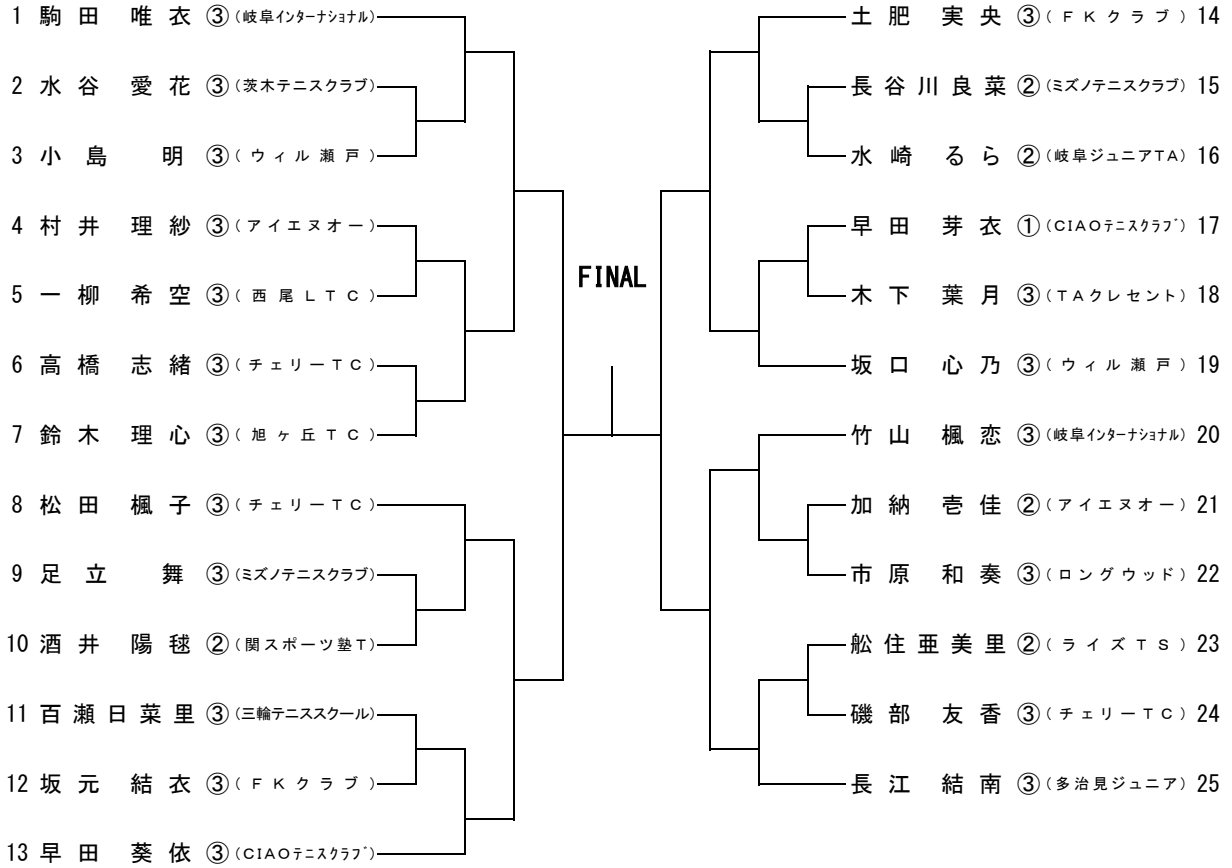 1 駒田 唯衣 ③(岐阜インターナショナル)
2 水谷 愛花 ③(茨木テニスクラブ)
3 小島 明 ③(ウィル瀬戸)
4 村井 理紗 ③(アイエヌオー)
5 一柳 希空 ③(西尾LTC)
6 高橋 志緒 ③(チェリーTC)
7 鈴木 理心 ③(旭ヶ丘TC)
8 松田 楓子 ③(チェリーTC)
9 足立 舞 ③(ミズノテニスクラブ)
10 酒井 陽毬 ②(関スポーツ塾T)
11 百瀬日菜里 ③(三輪テニススクール)
12 坂元 結衣 ③(FKクラブ)
13 早田 葵依 ③(CIAOテニスクラブ)
FINAL
土肥 実央 ③(FKクラブ) 14
長谷川良菜 ②(ミズノテニスクラブ) 15
水崎 るら ②(岐阜ジュニアTA) 16
早田 芽衣 ①(CIAOテニスクラブ) 17
木下 葉月 ③(TAクレセント) 18
坂口 心乃 ③(ウィル瀬戸) 19
竹山 楓恋 ③(岐阜インターナショナル) 20
加納 壱佳 ②(アイエヌオー) 21
市原 和奏 ③(ロングウッド) 22
舩住亜美里 ②(ライズTS) 23
磯部 友香 ③(チェリーTC) 24
長江 結南 ③(多治見ジュニア) 25